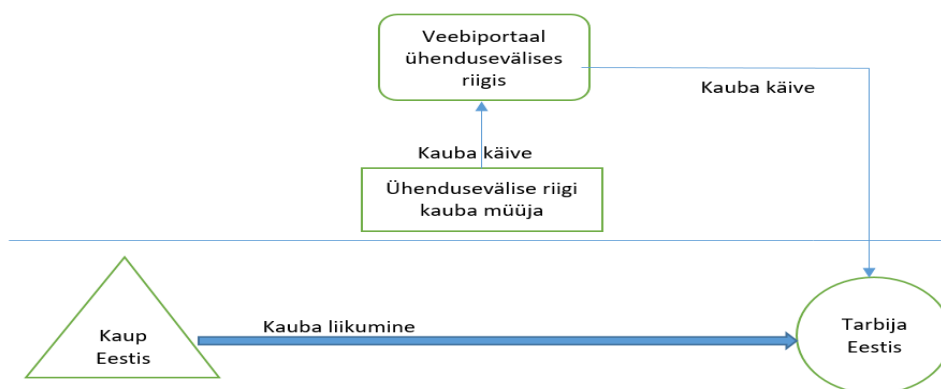 Veebiportaal
ühendusevälises
riigis
Kauba käive
Kauba käive
Ühendusevälise riigi
kauba müüja
Kaup
Eestis
Kauba liikumine
Tarbija
Eestis